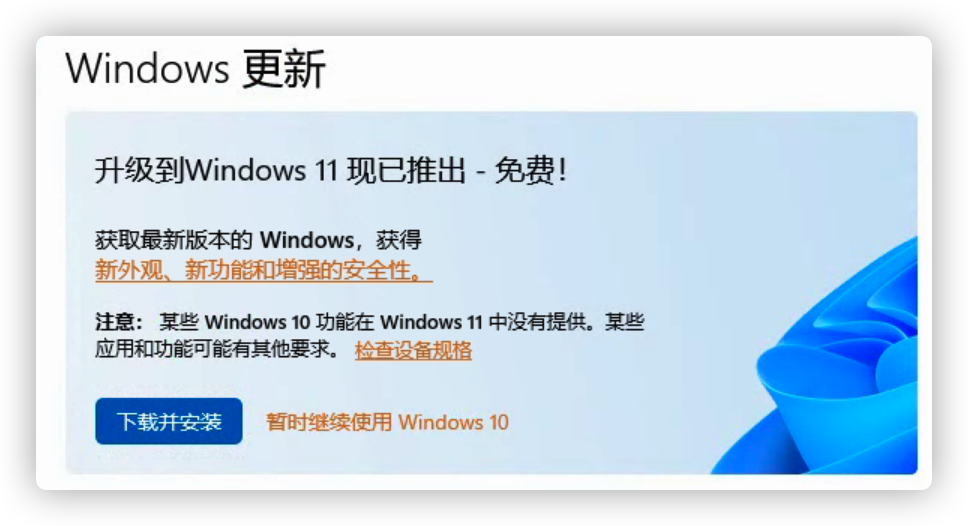 Windows 更新
升级到Windows 11 现已推出 - 免费！
获取最新版本的 Windows，获得
新外观、新功能和增强的安全性。
注意： 某些 Windows 10 功能在 Windows 11 中没有提供。某些
应用和功能可能有其他要求。 检查设备规格
下载并安装 暂时继续使用 Windows 10